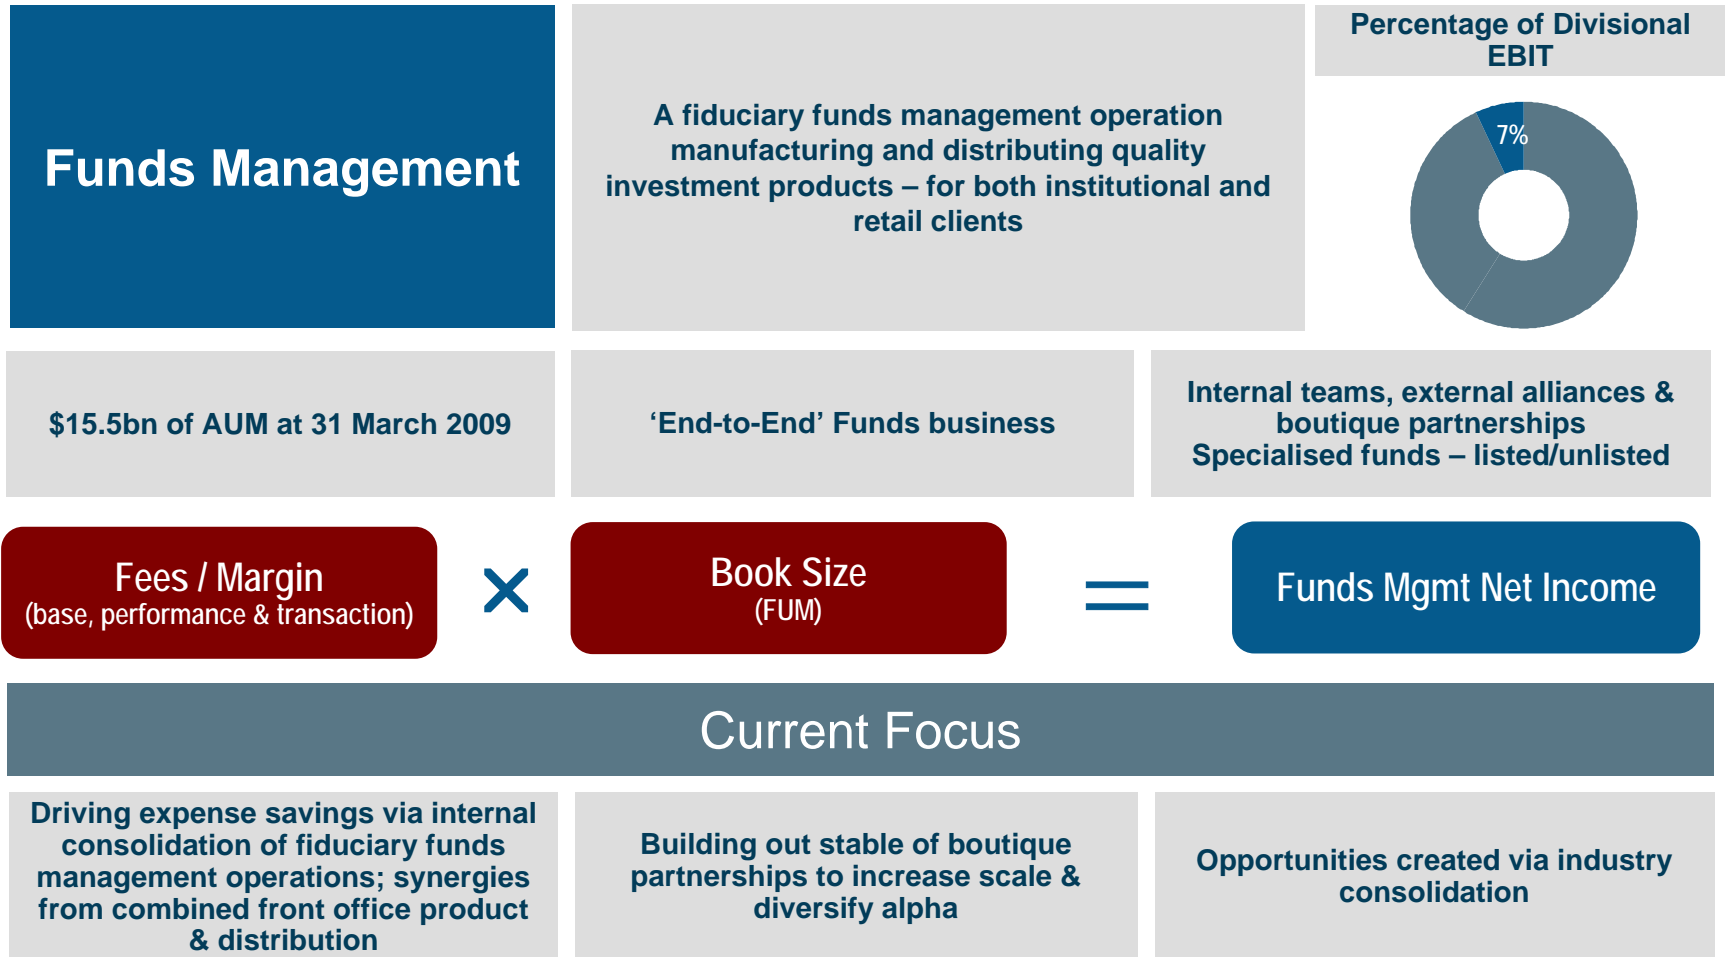 Funds Management
A fiduciary funds management operation
manufacturing and distributing quality
investment products – for both institutional and
retail clients
Percentage of Divisional
EBIT
7%
$15.5bn of AUM at 31 March 2009
‘End-to-End’ Funds business
Internal teams, external alliances &
boutique partnerships
Specialised funds – listed/unlisted
Fees / Margin
(base, performance & transaction)
×
Book Size
(FUM)
=
Funds Mgmt Net Income
Current Focus
Driving expense savings via internal
consolidation of fiduciary funds
management operations; synergies
from combined front office product
& distribution
Building out stable of boutique
partnerships to increase scale &
diversify alpha
Opportunities created via industry
consolidation